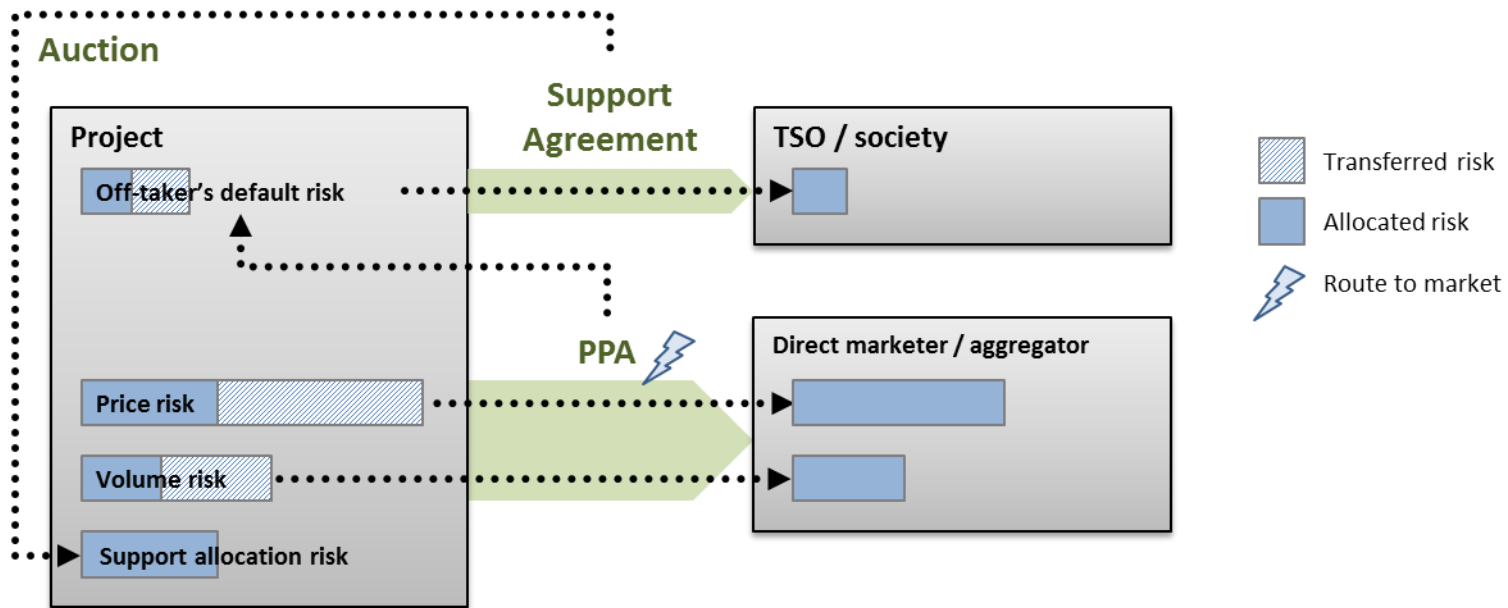 Auction
Support
Agreement
Project
Off-taker's default risk
TSO / society
Transferred risk
Allocated risk
Route to market
PPA
Direct marketer / aggregator
Price risk
Volume risk
Support allocation risk